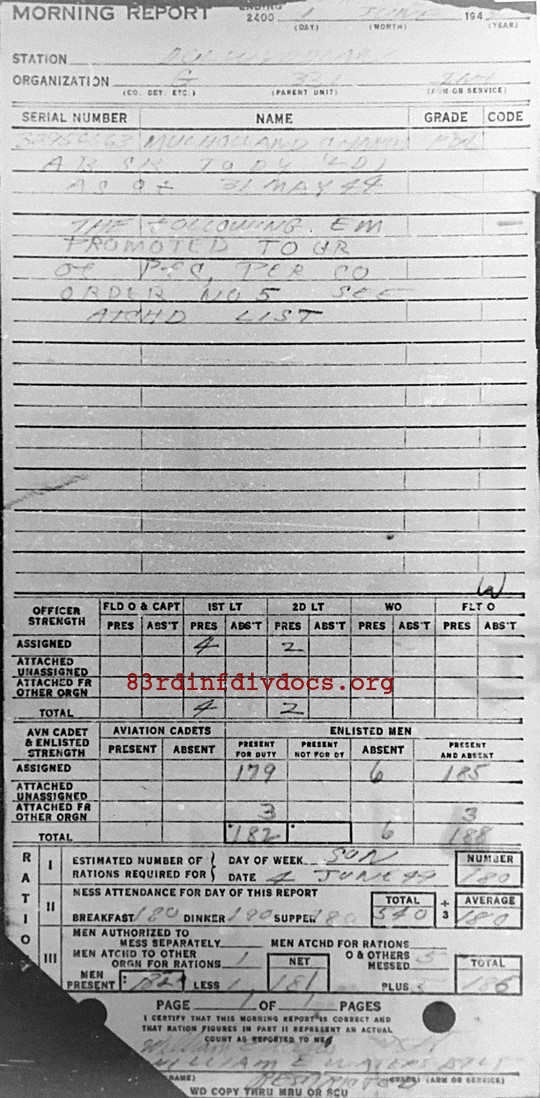 MORNING REPORT ENDING 2400 1 JUNE 194
(DAY) (MONTH) (YEAR)
STATION
ORGANIZATION G 331
(CO. DET. ETC.) (PARENT UNIT) (ARM OR SERVICE)
SERIAL NUMBER NAME GRADE CODE
MULHOLLAND
AB SK TO DY (LD)
AS OF 31 MAY 44
THE FOLLOWING EM
PROMOTED TO GR
OF PFC, PER CO
ORDER NO 5 SEE
ATCHD LIST
W
OFFICER STRENGTH FLD O & CAPT 1ST LT 2D LT WO FLT O
PRES ABS'T PRES ABS'T PRES ABS'T PRES ABS'T PRES ABS'T
ASSIGNED 4 2
ATTACHED UNASSIGNED
ATTACHED FR OTHER ORGN
83rdinfdivdocs.org
TOTAL 4 2
AVN CADET & ENLISTED STRENGTH AVIATION CADETS ENLISTED MEN
PRESENT ABSENT PRESENT FOR DUTY PRESENT NOT FOR DY ABSENT PRESENT AND ABSENT
ASSIGNED 179 6 185
ATTACHED UNASSIGNED
ATTACHED FR OTHER ORGN 3 3
TOTAL 182 6 188
RATIO
I ESTIMATED NUMBER OF RATIONS REQUIRED FOR { DAY OF WEEK SUN NUMBER
DATE 4 JUNE 44 180
II MESS ATTENDANCE FOR DAY OF THIS REPORT TOTAL ÷ 3 AVERAGE
BREAKFAST 180 DINNER 180 SUPPER 180 540 180
III MEN AUTHORIZED TO MESS SEPARATELY MEN ATCHD FOR RATIONS
MEN ATCHD TO OTHER ORGN FOR RATIONS 1 NET O & OTHERS MESSED 5 TOTAL
MEN PRESENT 182 LESS 1 181 PLUS 5 186
PAGE 1 OF 1 PAGES
I CERTIFY THAT THIS MORNING REPORT IS CORRECT AND
THAT RATION FIGURES IN PART II REPRESENT AN ACTUAL
COUNT AS REPORTED TO ME
WILLIAM E WATERS
NAME) (GRADE) (ARM OR SERVICE)
RESTRICTED
WD COPY THRU MRU OR SCU